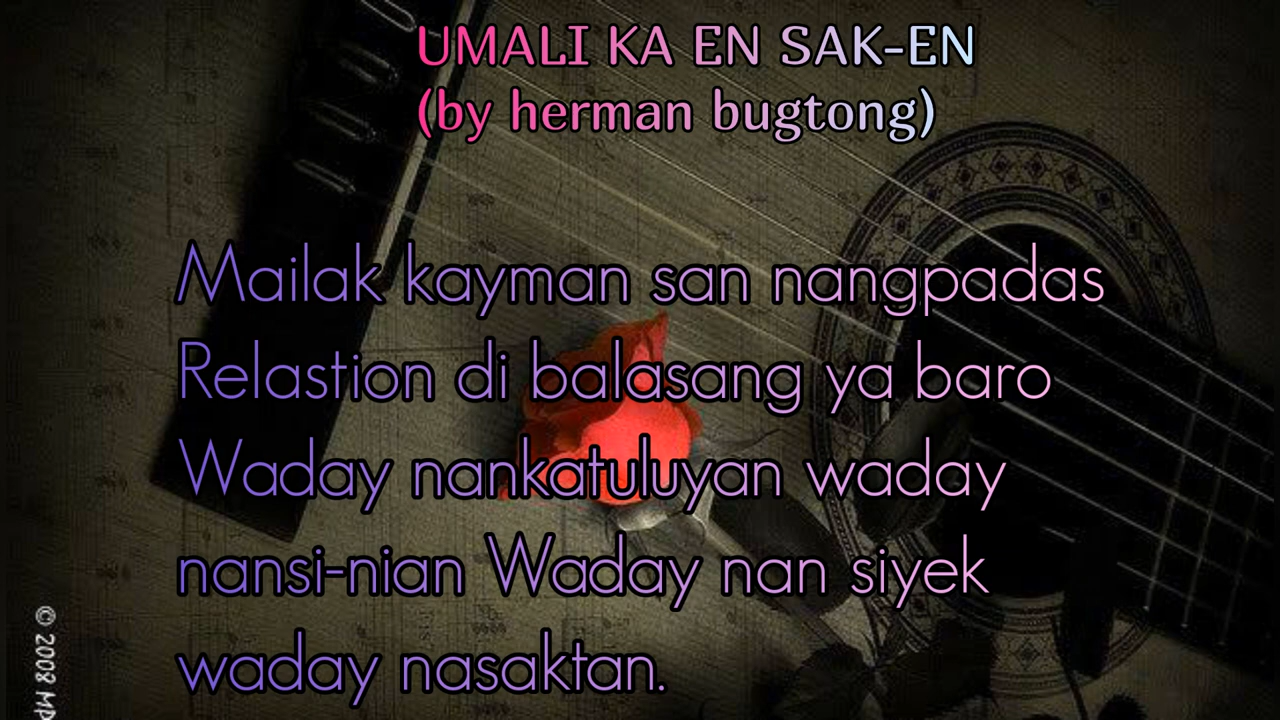 UMALI KA EN SAK-EN
(by herman bugtong)
Mailak kayman san nangpadas
Relastion di balasang ya baro
Waday nankatuluyan waday
nansi-nian Waday nan siyek
waday nasaktan.
© 2008 MP